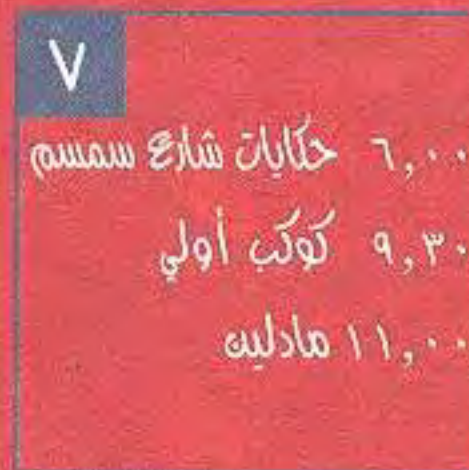 ٧
٦,٠٠ حكايات شارع سمسم
٩,٣٠ كوكب أولي
١١,٠٠ مادلين